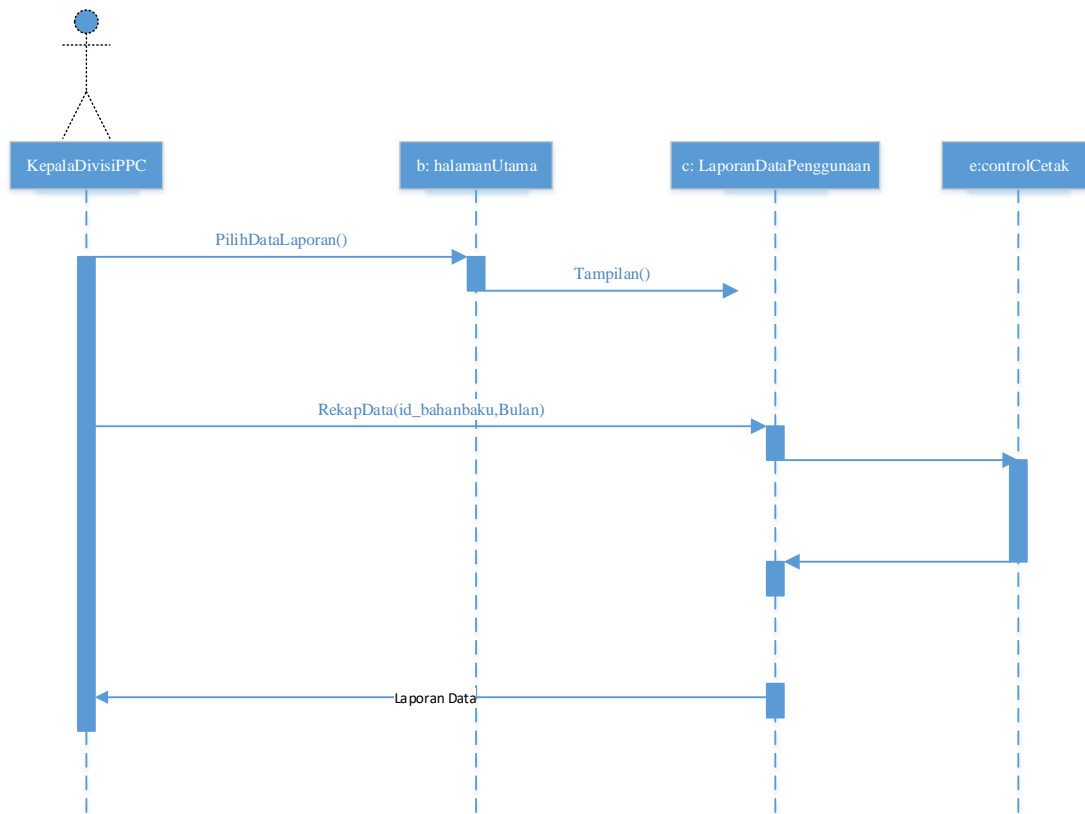 KepalaDivisiPPC
b: halamanUtama
c: LaporanDataPenggunaan
e:controlCetak
PilihDataLaporan()
Tampilan()
RekapData(id_bahanbaku,Bulan)
Laporan Data